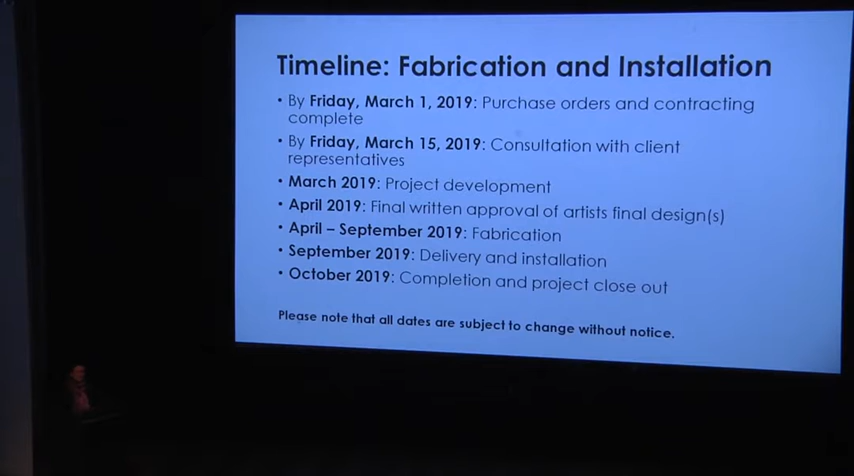 Timeline: Fabrication and Installation
• By Friday, March 1, 2019: Purchase orders and contracting
complete
• By Friday, March 15, 2019: Consultation with client
representatives
• March 2019: Project development
• April 2019: Final written approval of artists final design(s)
• April – September 2019: Fabrication
• September 2019: Delivery and installation
• October 2019: Completion and project close out
Please note that all dates are subject to change without notice.